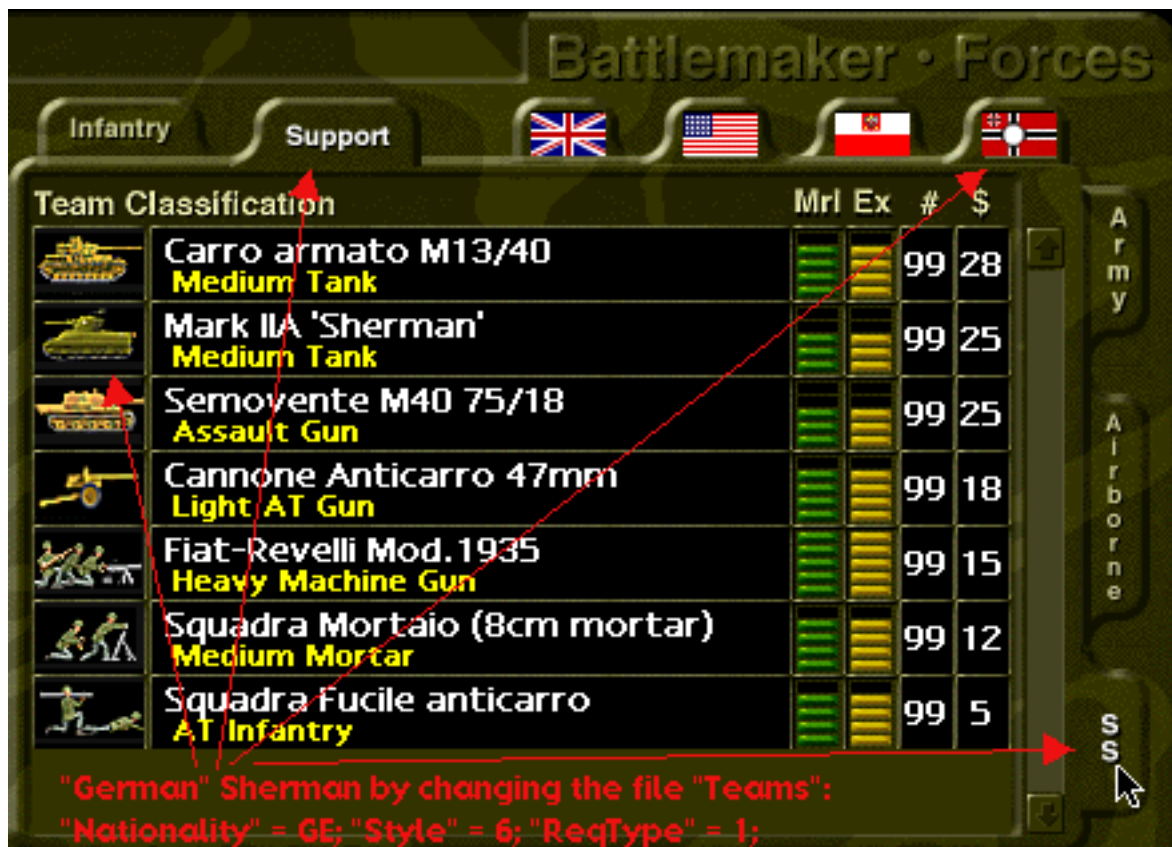 Battlemaker • Forces
Infantry
Support
Team Classification
Mrl Ex # $
Carro armato M13/40
Medium Tank
99 28
Mark IIA 'Sherman'
Medium Tank
99 25
Semovente M40 75/18
Assault Gun
99 25
Cannone Anticarro 47mm
Light AT Gun
99 18
Fiat-Revelli Mod.1935
Heavy Machine Gun
99 15
Squadra Mortaio (8cm mortar)
Medium Mortar
99 12
Squadra Fucile anticarro
AT Infantry
99 5
Army
Airborne
SS
"German" Sherman by changing the file "Teams":
"Nationality" = GE; "Style" = 6; "ReqType" = 1;